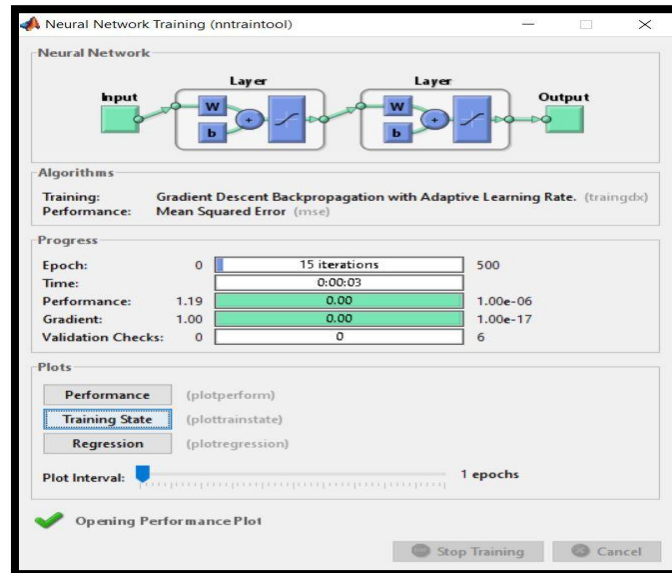 Neural Network Training (nntraintool)
Neural Network
Layer Layer
Input Output
W W
b b
+ +
Algorithms
Training: Gradient Descent Backpropagation with Adaptive Learning Rate. (traingdx)
Performance: Mean Squared Error (mse)
Progress
Epoch: 0 15 iterations 500
Time: 0:00:03
Performance: 1.19 0.00 1.00e-06
Gradient: 1.00 0.00 1.00e-17
Validation Checks: 0 0 6
Plots
Performance (plotperform)
Training State (plottrainstate)
Regression (plotregression)
Plot Interval: 1 epochs
Opening Performance Plot
Stop Training Cancel